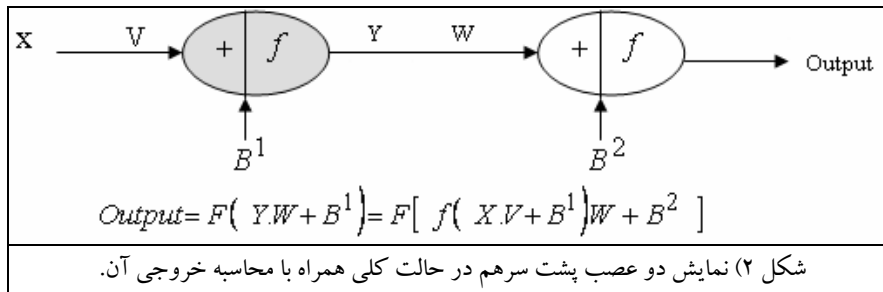 X V + f Y W + f Output
B¹ B²
Output= F( Y.W+ B¹)= F[ f( X.V+ B¹)W + B² ]
شکل ۲) نمایش دو عصب پشت سرهم در حالت کلی همراه با محاسبه خروجی آن.